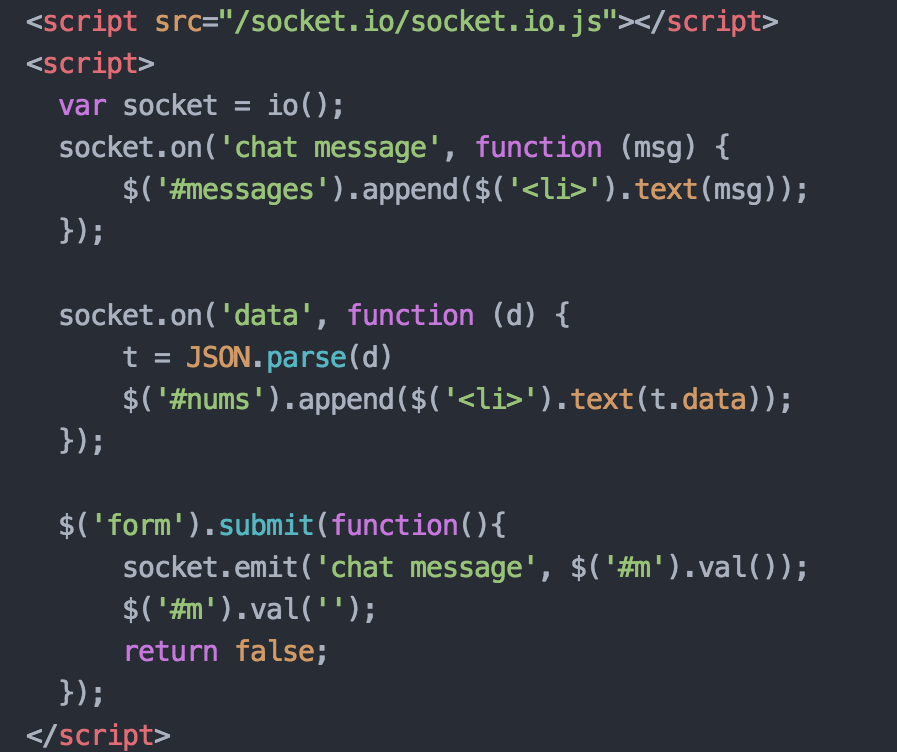 <script src="/socket.io/socket.io.js"></script>
<script>
  var socket = io();
  socket.on('chat message', function (msg) {
      $('#messages').append($('<li>').text(msg));
  });

  socket.on('data', function (d) {
      t = JSON.parse(d)
      $('#nums').append($('<li>').text(t.data));
  });

  $('form').submit(function(){
      socket.emit('chat message', $('#m').val());
      $('#m').val('');
      return false;
  });
</script>